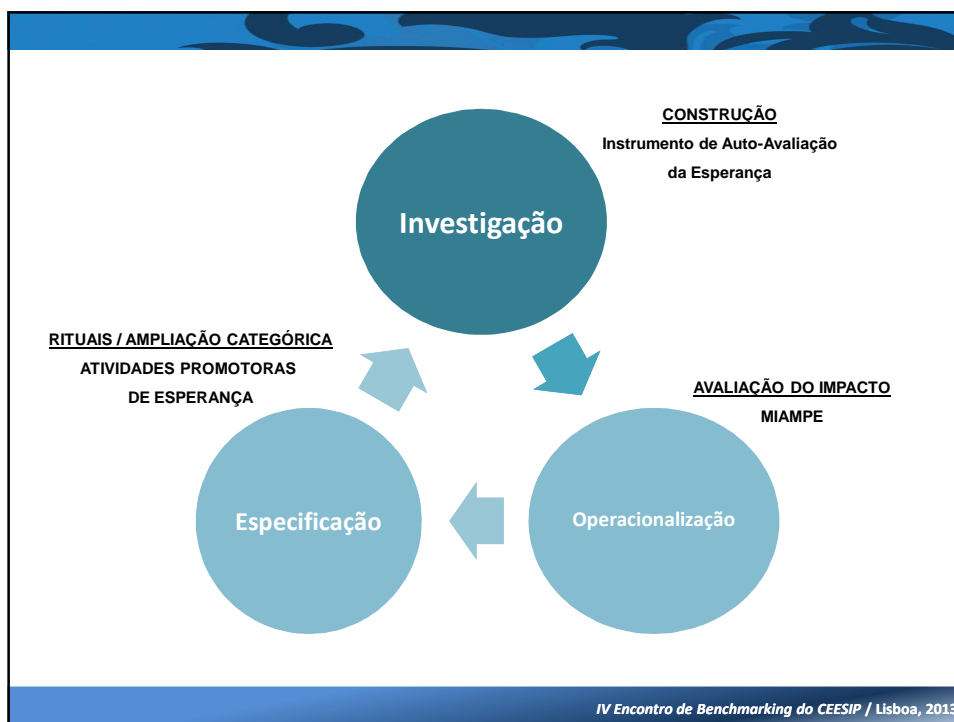 CONSTRUÇÃO
Instrumento de Auto-Avaliação
da Esperança
Investigação
RITUAIS / AMPLIAÇÃO CATEGÓRICA
ATIVIDADES PROMOTORAS
DE ESPERANÇA
AVALIAÇÃO DO IMPACTO
MIAMPE
Especificação
Operacionalização
IV Encontro de Benchmarking do CEESIP / Lisboa, 2013